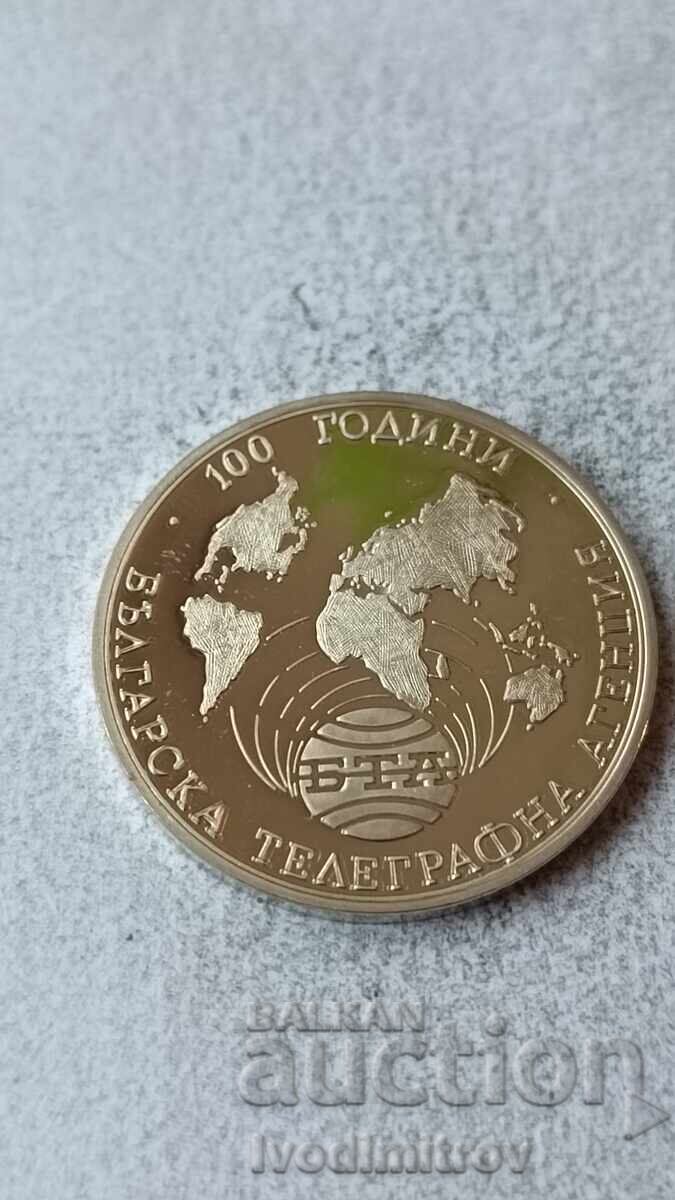 · 100 ГОДИНИ ·
БЪЛГАРСКА ТЕЛЕГРАФНА АГЕНЦИЯ
БТА
BALKAN
auction
Ivodimitrov